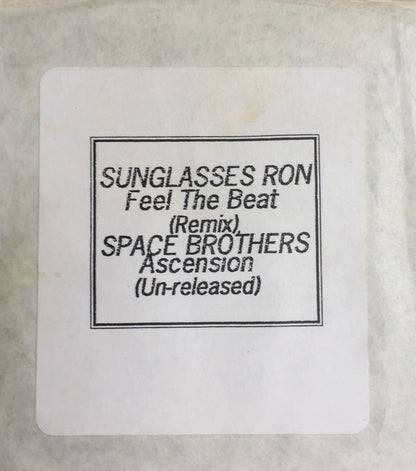 SUNGLASSES RON
Feel The Beat
(Remix)
SPACE BROTHERS
Ascension
(Un-released)